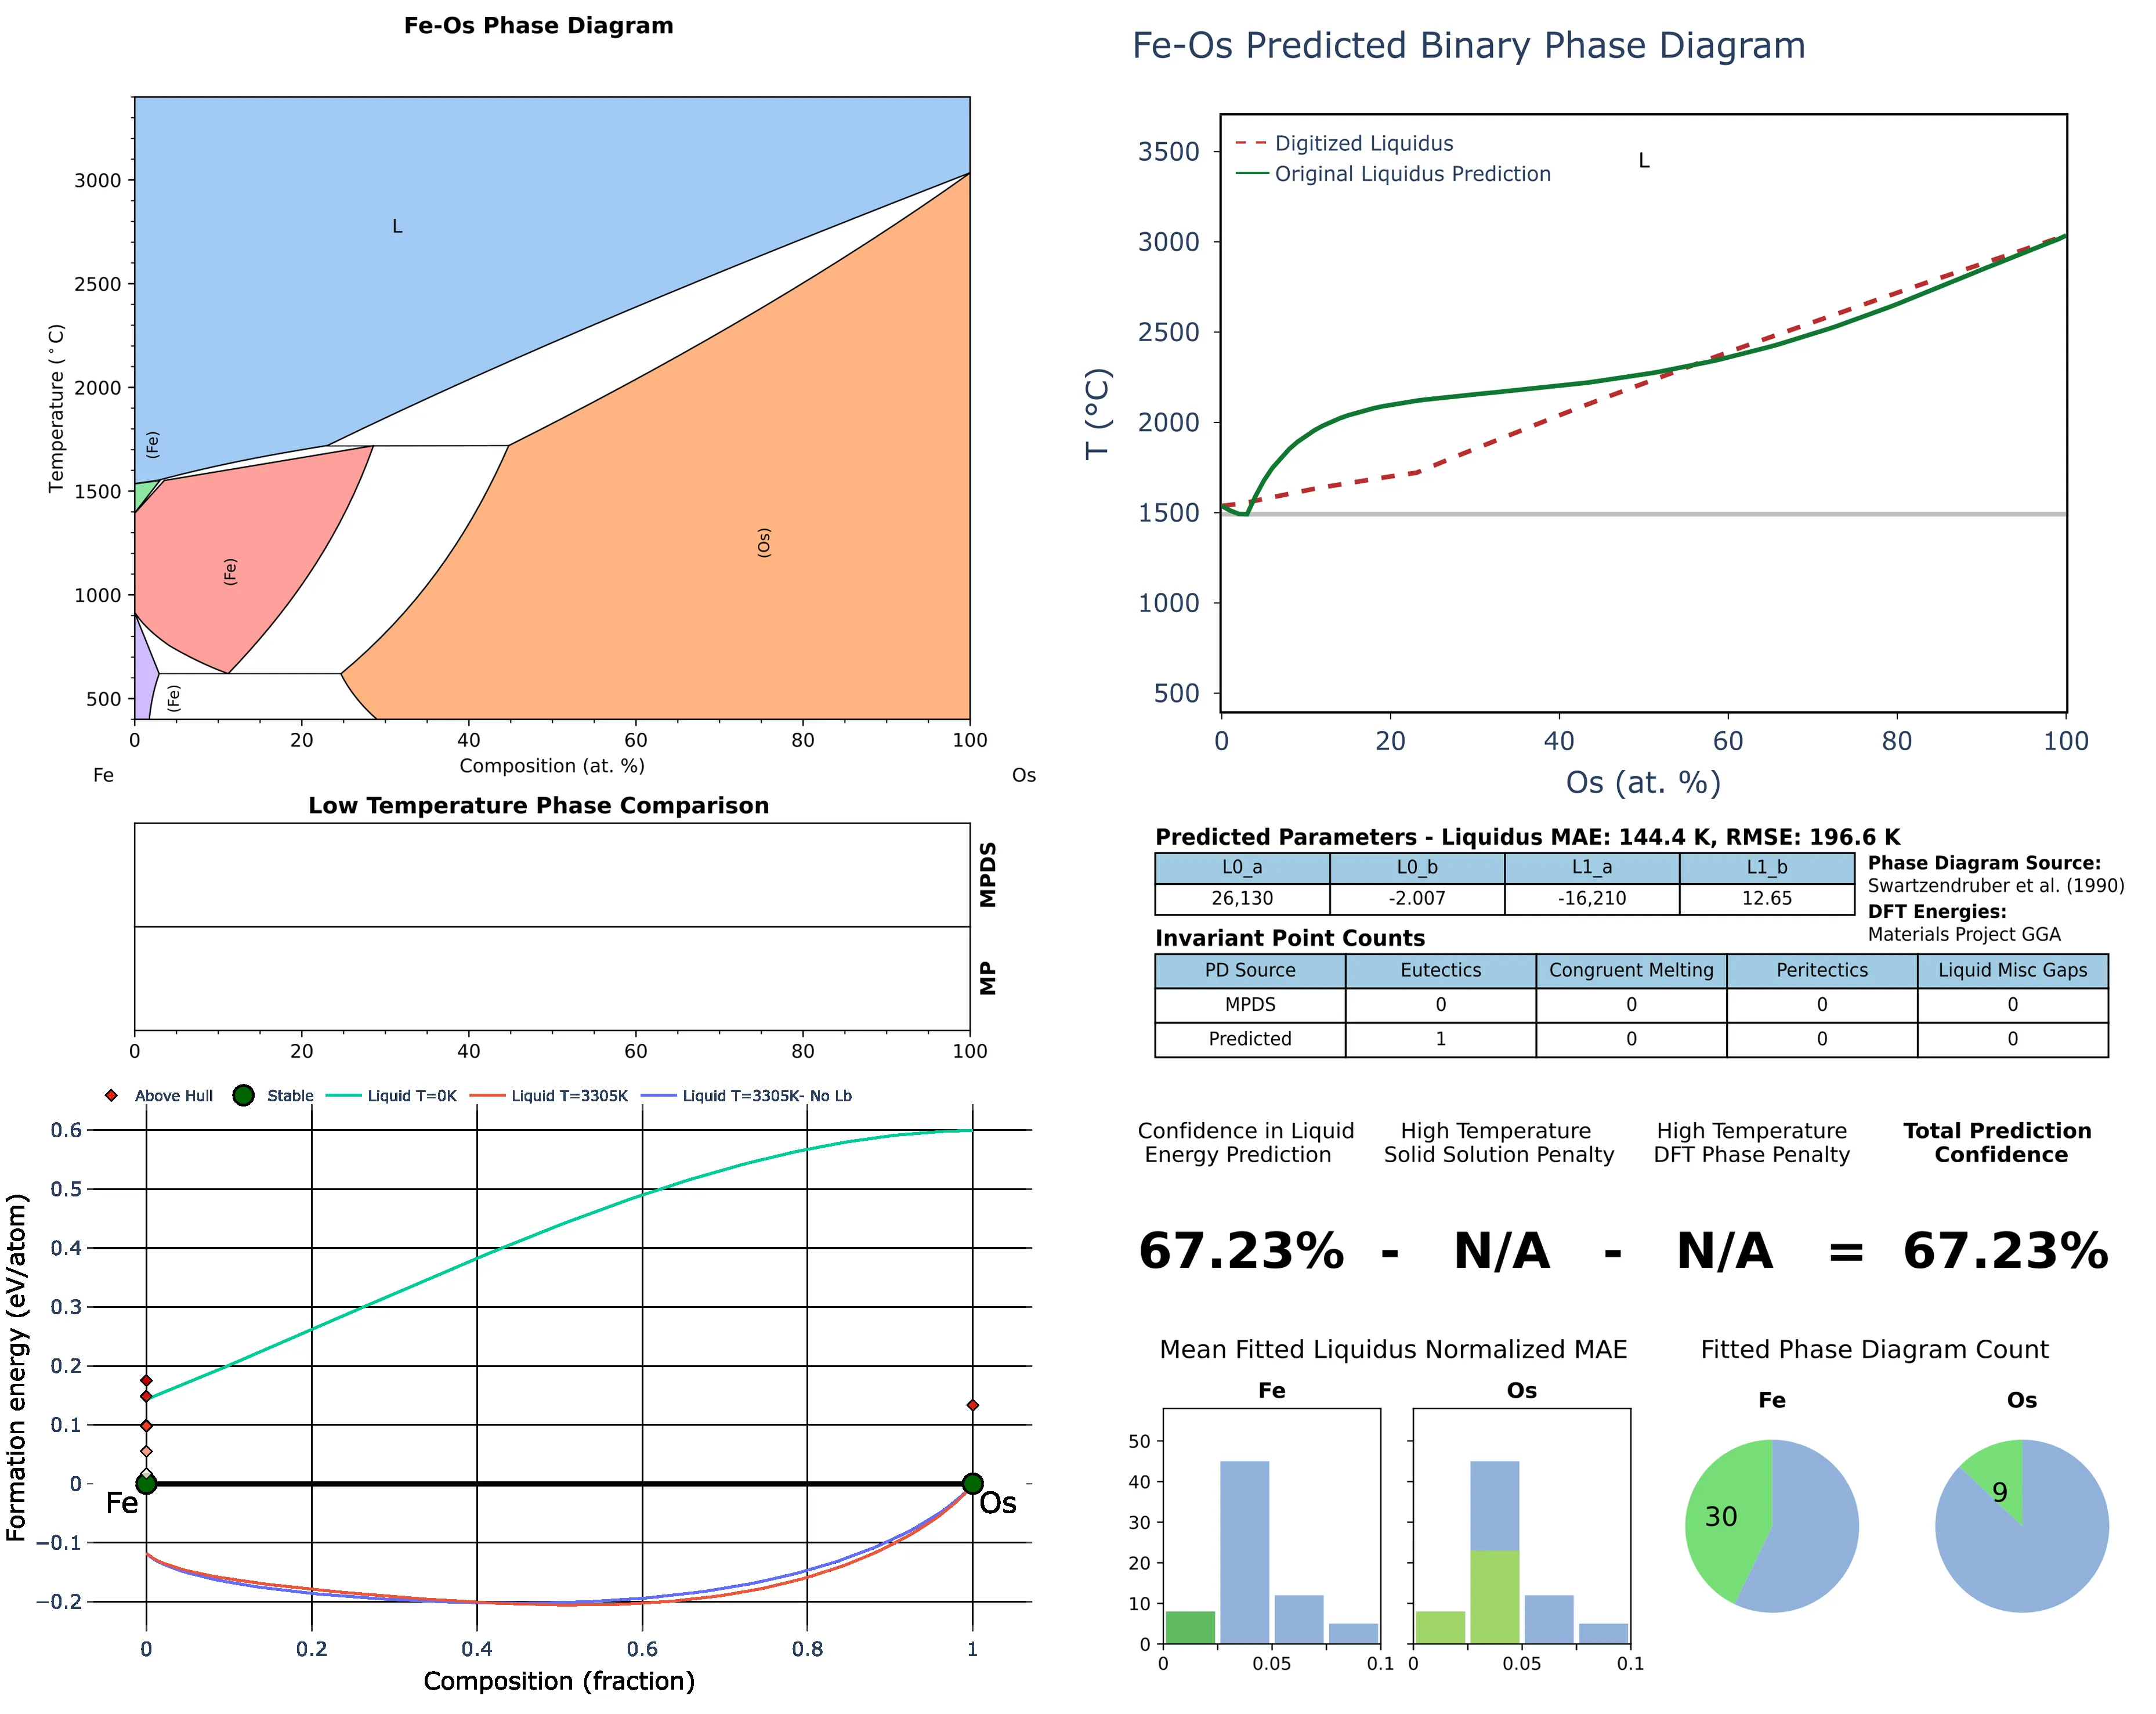 Fe-Os Phase Diagram
3000
2500
2000
1500
1000
500
Temperature (°C)
L
(Fe)
(Fe)
(Fe)
(Os)
0 20 40 60 80 100
Composition (at. %)
Fe Os
Low Temperature Phase Comparison
MPDS
MP
0 20 40 60 80 100
Above Hull Stable Liquid T=0K Liquid T=3305K Liquid T=3305K- No Lb
0.6
0.5
0.4
0.3
0.2
0.1
0
−0.1
−0.2
Formation energy (eV/atom)
Fe Os
0 0.2 0.4 0.6 0.8 1
Composition (fraction)
Fe-Os Predicted Binary Phase Diagram
Digitized Liquidus
Original Liquidus Prediction
L
3500
3000
2500
2000
1500
1000
500
T (°C)
0 20 40 60 80 100
Os (at. %)
Predicted Parameters - Liquidus MAE: 144.4 K, RMSE: 196.6 K
L0_a L0_b L1_a L1_b
26,130 -2.007 -16,210 12.65
Phase Diagram Source:
Swartzendruber et al. (1990)
DFT Energies:
Materials Project GGA
Invariant Point Counts
PD Source Eutectics Congruent Melting Peritectics Liquid Misc Gaps
MPDS 0 0 0 0
Predicted 1 0 0 0
Confidence in Liquid
Energy Prediction
High Temperature
Solid Solution Penalty
High Temperature
DFT Phase Penalty
Total Prediction
Confidence
67.23% - N/A - N/A = 67.23%
Mean Fitted Liquidus Normalized MAE
Fe Os
50
40
30
20
10
0
0 0.05 0.1 0 0.05 0.1
Fitted Phase Diagram Count
Fe Os
30 9